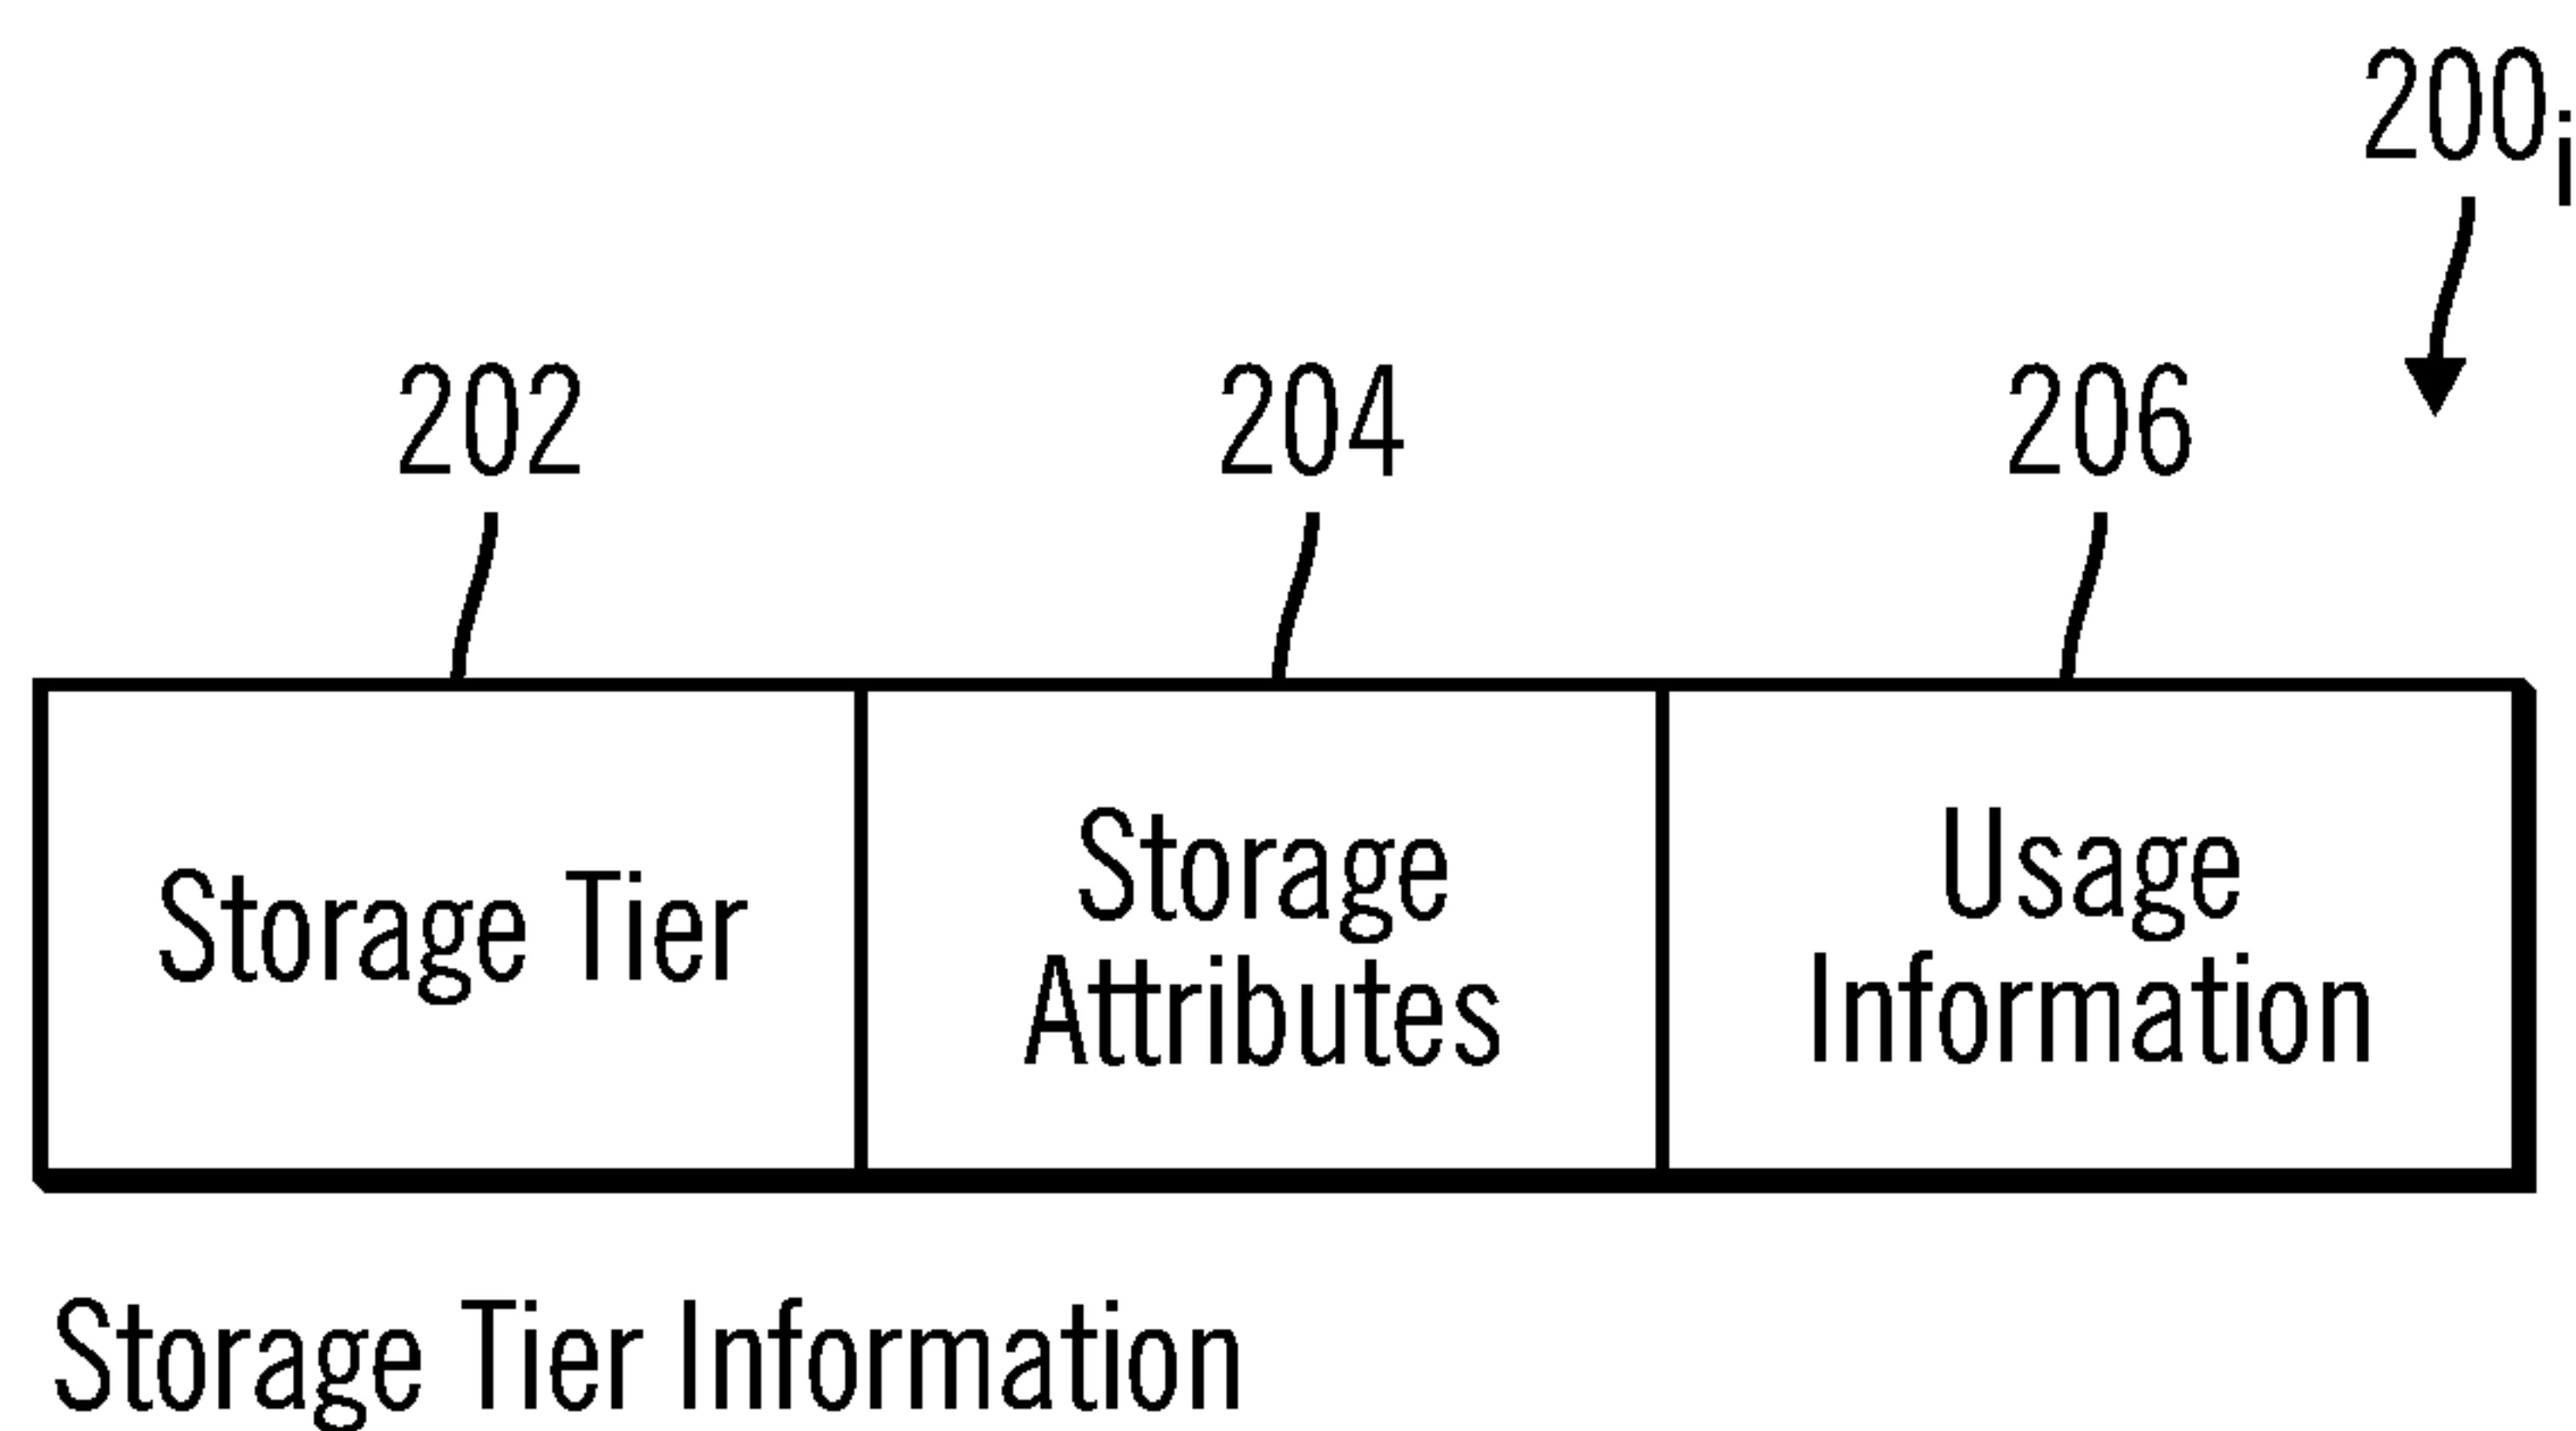 200i
202 204 206
Storage Tier
Storage
Attributes
Usage
Information
Storage Tier Information